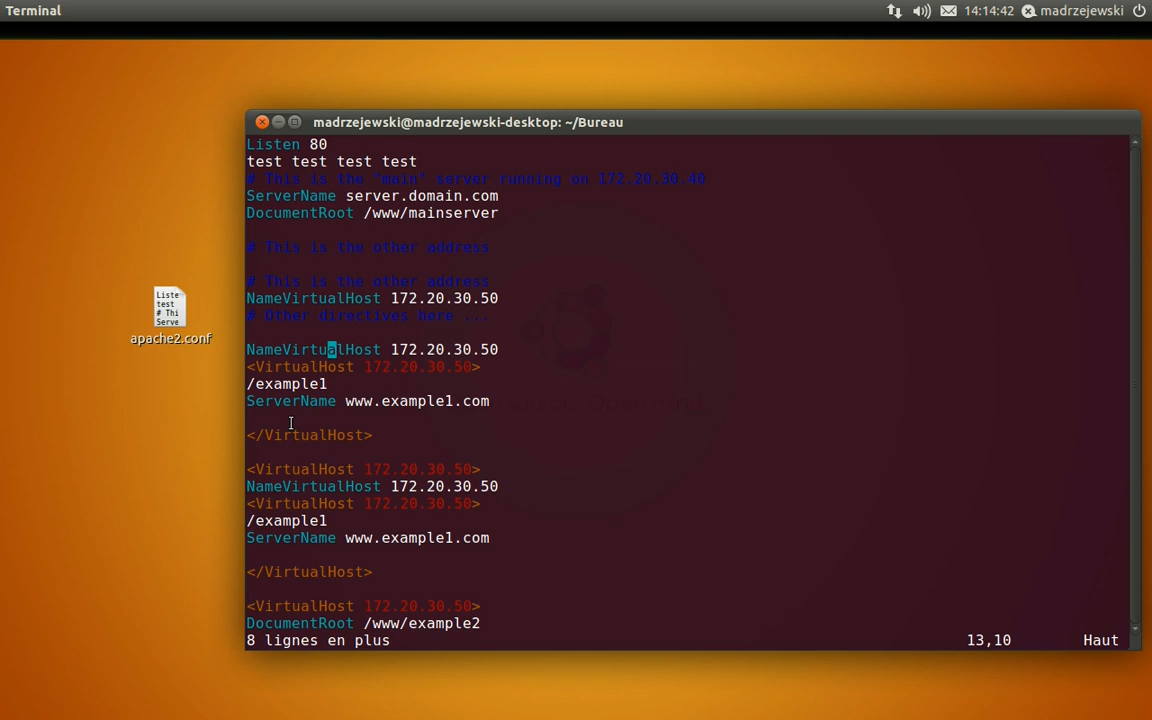 Terminal
14:14:42 madrzejewski
madrzejewski@madrzejewski-desktop: ~/Bureau
Listen 80
test test test test
# This is the "main" server running on 172.20.30.40
ServerName server.domain.com
DocumentRoot /www/mainserver
# This is the other address
# This is the other address
NameVirtualHost 172.20.30.50
# Other directives here ...
NameVirtualHost 172.20.30.50
<VirtualHost 172.20.30.50>
/example1
ServerName www.example1.com
</VirtualHost>
<VirtualHost 172.20.30.50>
NameVirtualHost 172.20.30.50
<VirtualHost 172.20.30.50>
/example1
ServerName www.example1.com
</VirtualHost>
<VirtualHost 172.20.30.50>
DocumentRoot /www/example2
8 lignes en plus 13,10 Haut
Liste
test
# Thi
Serve
apache2.conf